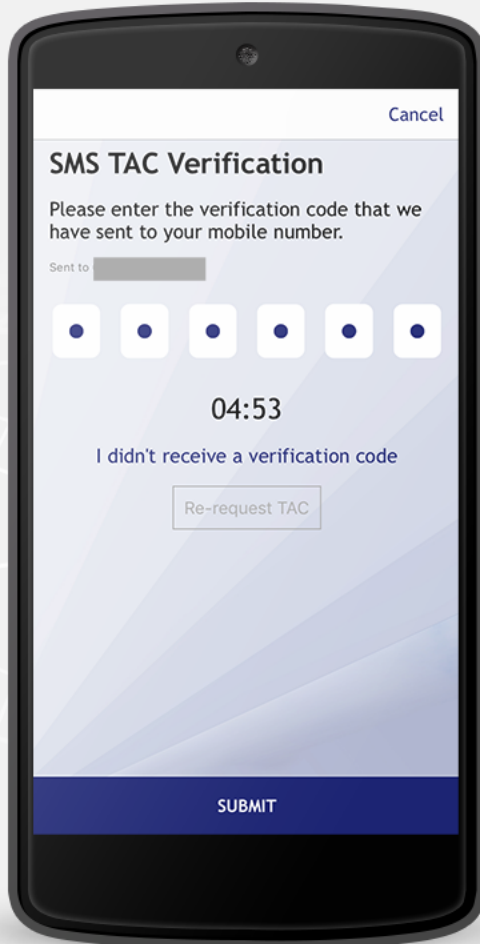 Cancel
SMS TAC Verification
Please enter the verification code that we
have sent to your mobile number.
Sent to
04:53
I didn't receive a verification code
Re-request TAC
SUBMIT